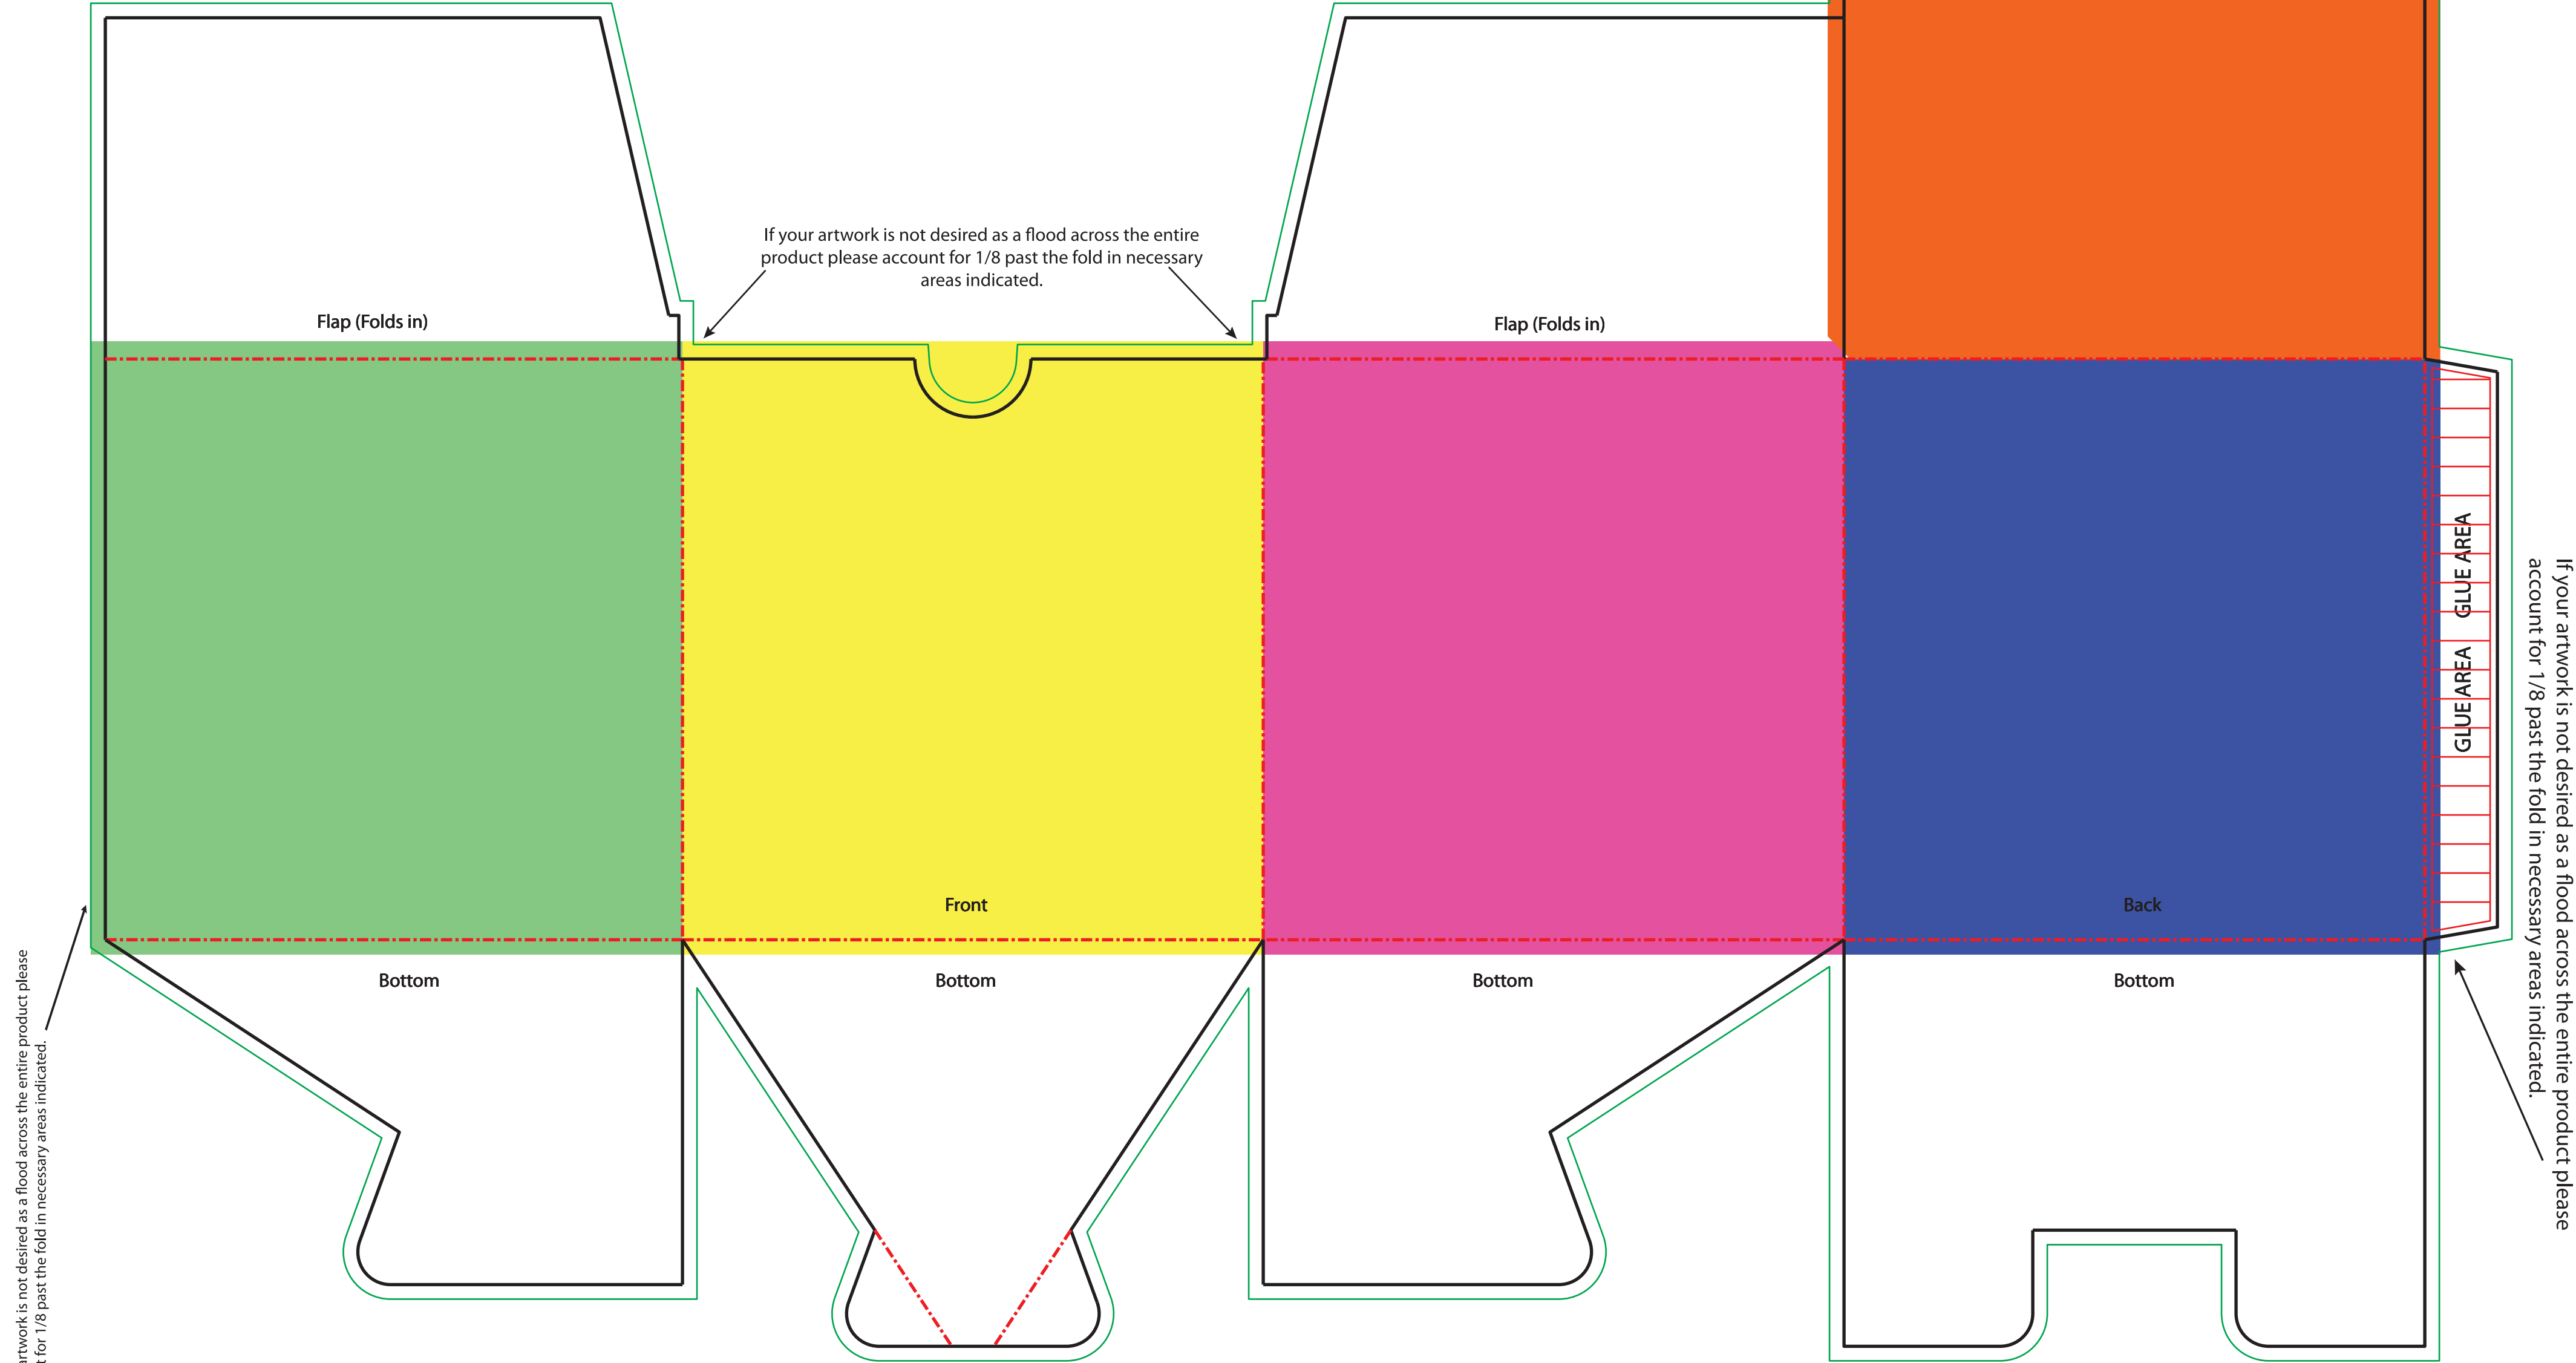 If your artwork is not desired as a flood across the entire
product please account for 1/8 past the fold in necessary
areas indicated.
Flap (Folds in)
Flap (Folds in)
GLUE AREA GLUE AREA
If your artwork is not desired as a flood across the entire product please
account for 1/8 past the fold in necessary areas indicated.
Front
Back
Bottom
Bottom
Bottom
Bottom
artwork is not desired as a flood across the entire product please
t for 1/8 past the fold in necessary areas indicated.